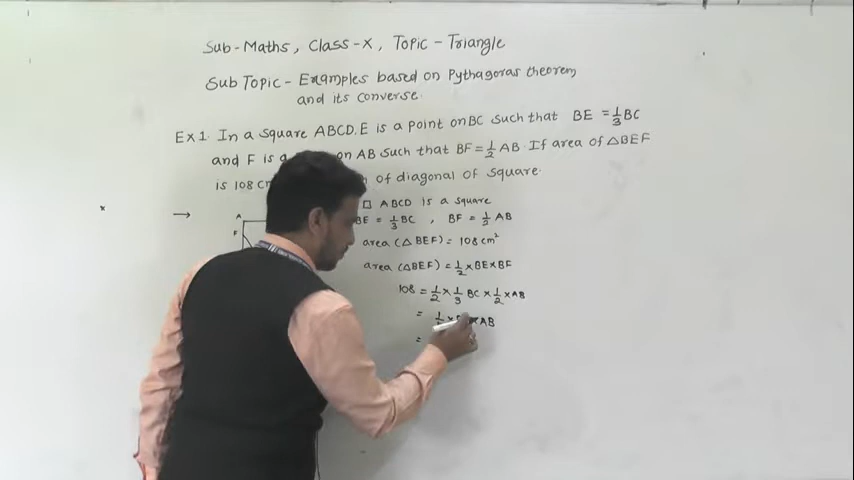 Sub-Maths, Class-X, Topic-Triangle
Sub Topic - Examples based on Pythagoras theorem
and its converse.
Ex 1. In a square ABCD. E is a point on BC such that BE = 1/3 BC
and F is a on AB such that BF = 1/2 AB. If area of △BEF
is 108 cm of diagonal of square.
→
□ ABCD is a square
BE = 1/3 BC , BF = 1/2 AB
area (△BEF) = 108 cm²
area (△BEF) = 1/2 × BE × BF
108 = 1/2 × 1/3 BC × 1/2 × AB
= × AB
=
A
F